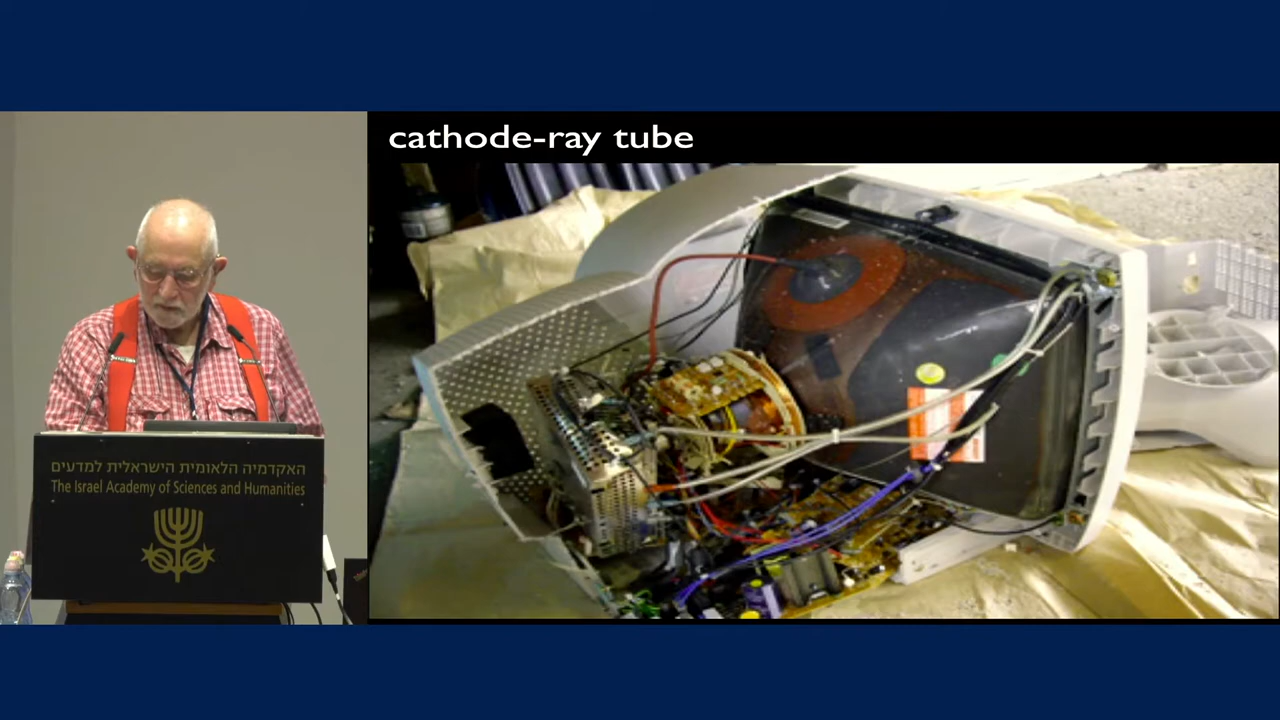 cathode-ray tube
האקדמיה הלאומית הישראלית למדעים
The Israel Academy of Sciences and Humanities